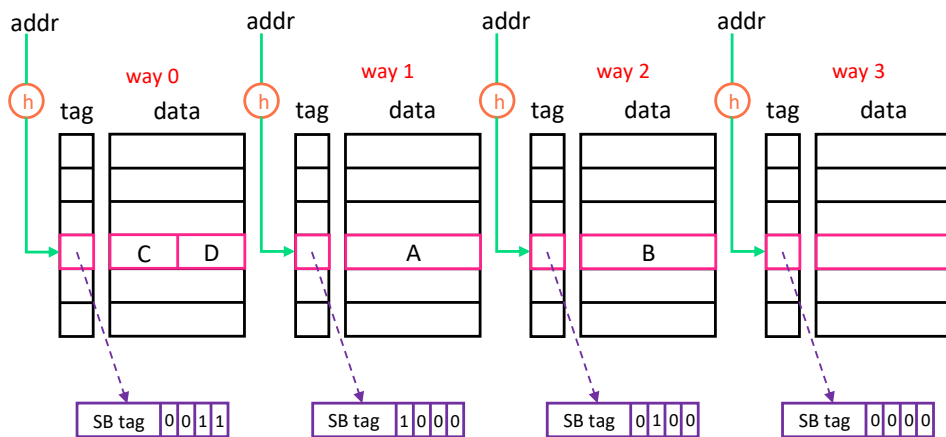 addr addr addr addr
way 0 way 1 way 2 way 3
h h h h
tag data tag data tag data tag data
C D A B
SB tag 0 0 1 1 SB tag 1 0 0 0 SB tag 0 1 0 0 SB tag 0 0 0 0